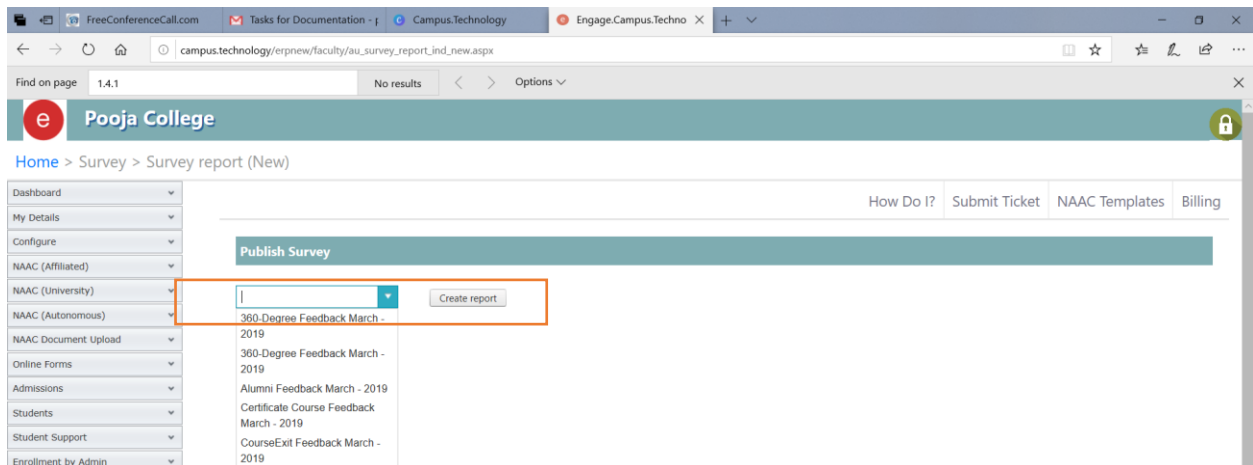 FreeConferenceCall.com
Tasks for Documentation - 
Campus.Technology
Engage.Campus.Techno
campus.technology/erpnew/faculty/au_survey_report_ind_new.aspx
Find on page 1.4.1 No results Options
e Pooja College
Home > Survey > Survey report (New)
How Do I? Submit Ticket NAAC Templates Billing
Dashboard
My Details
Configure
NAAC (Affiliated)
NAAC (University)
NAAC (Autonomous)
NAAC Document Upload
Online Forms
Admissions
Students
Student Support
Enrollment by Admin
Publish Survey
Create report
360-Degree Feedback March -
2019
360-Degree Feedback March -
2019
Alumni Feedback March - 2019
Certificate Course Feedback
March - 2019
CourseExit Feedback March -
2019